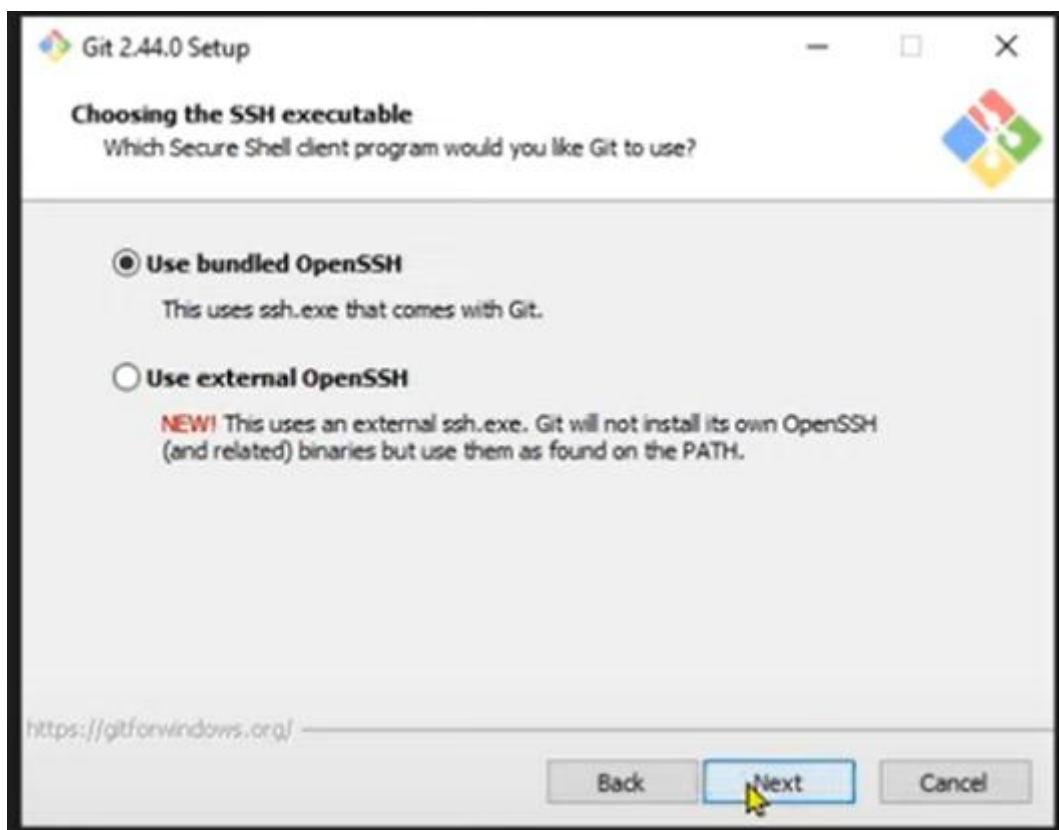 Git 2.44.0 Setup
Choosing the SSH executable
Which Secure Shell client program would you like Git to use?
Use bundled OpenSSH
This uses ssh.exe that comes with Git.
Use external OpenSSH
NEW! This uses an external ssh.exe. Git will not install its own OpenSSH
(and related) binaries but use them as found on the PATH.
https://gitforwindows.org/
Back
Next
Cancel